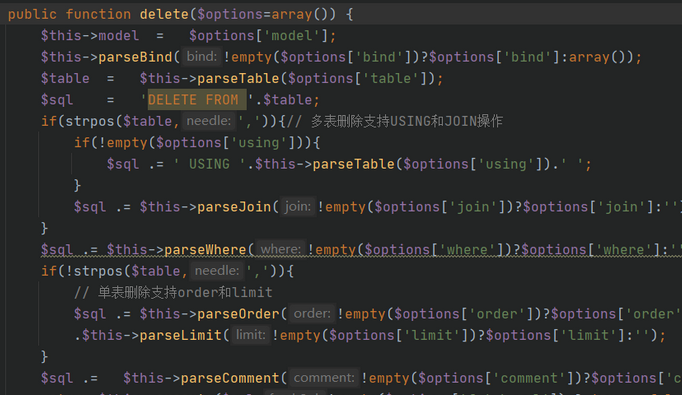 public function delete($options=array()) {
$this->model = $options['model'];
$this->parseBind( bind: !empty($options['bind'])?$options['bind']:array());
$table = $this->parseTable($options['table']);
$sql = 'DELETE FROM '.$table;
if(strpos($table, needle: ',')){// 多表删除支持USING和JOIN操作
if(!empty($options['using'])){
$sql .= ' USING '.$this->parseTable($options['using']).' ';
}
$sql .= $this->parseJoin( join: !empty($options['join'])?$options['join']:''
}
$sql .= $this->parseWhere( where: !empty($options['where'])?$options['where']:''
if(!strpos($table, needle: ',')){
// 单表删除支持order和limit
$sql .= $this->parseOrder( order: !empty($options['order'])?$options['order'
.$this->parseLimit( limit: !empty($options['limit'])?$options['limit']:'');
}
$sql .= $this->parseComment( comment: !empty($options['comment'])?$options['c